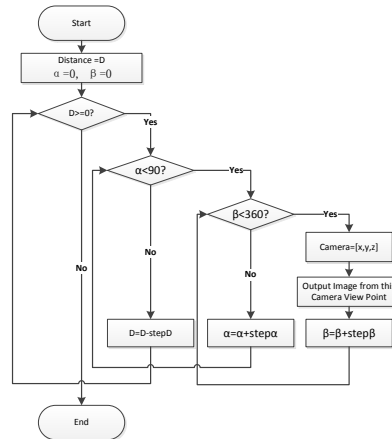 Start
Distance =D
α=0, β=0
D>=0?
Yes
α<90?
Yes
β<360?
Yes
Camera=[x,y,z]
No
No
No
Output Image from this
Camera View Point
D=D-stepD
α=α+stepα
β=β+stepβ
End